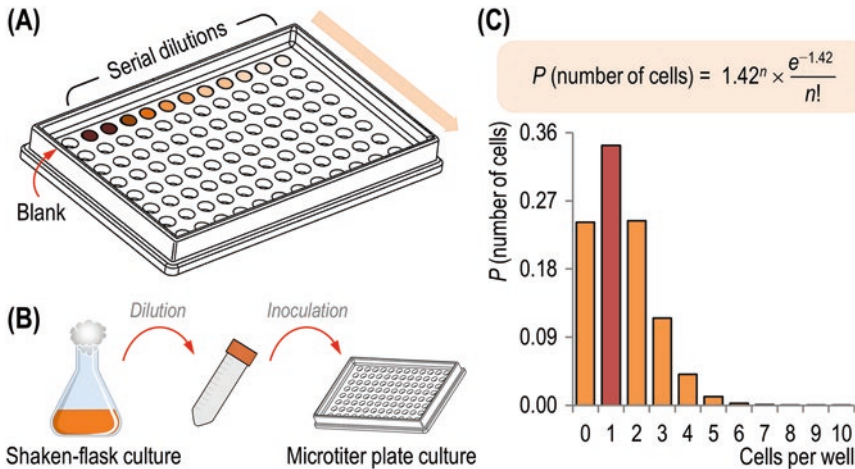 (A)
Serial dilutions
Blank
(B)
Dilution
Inoculation
Shaken-flask culture
Microtiter plate culture
(C)
P (number of cells) = 1.42ⁿ × e⁻¹·⁴² / n!
P (number of cells)
0.36
0.27
0.18
0.09
0.00
0 1 2 3 4 5 6 7 8 9 10
Cells per well